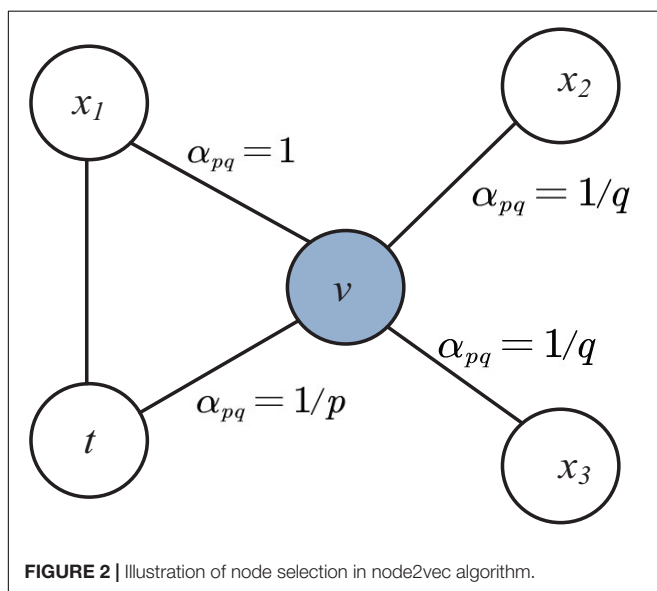 x₁
x₂
αₚq = 1
αₚq = 1/q
v
αₚq = 1/q
αₚq = 1/p
t
x₃
FIGURE 2 | Illustration of node selection in node2vec algorithm.